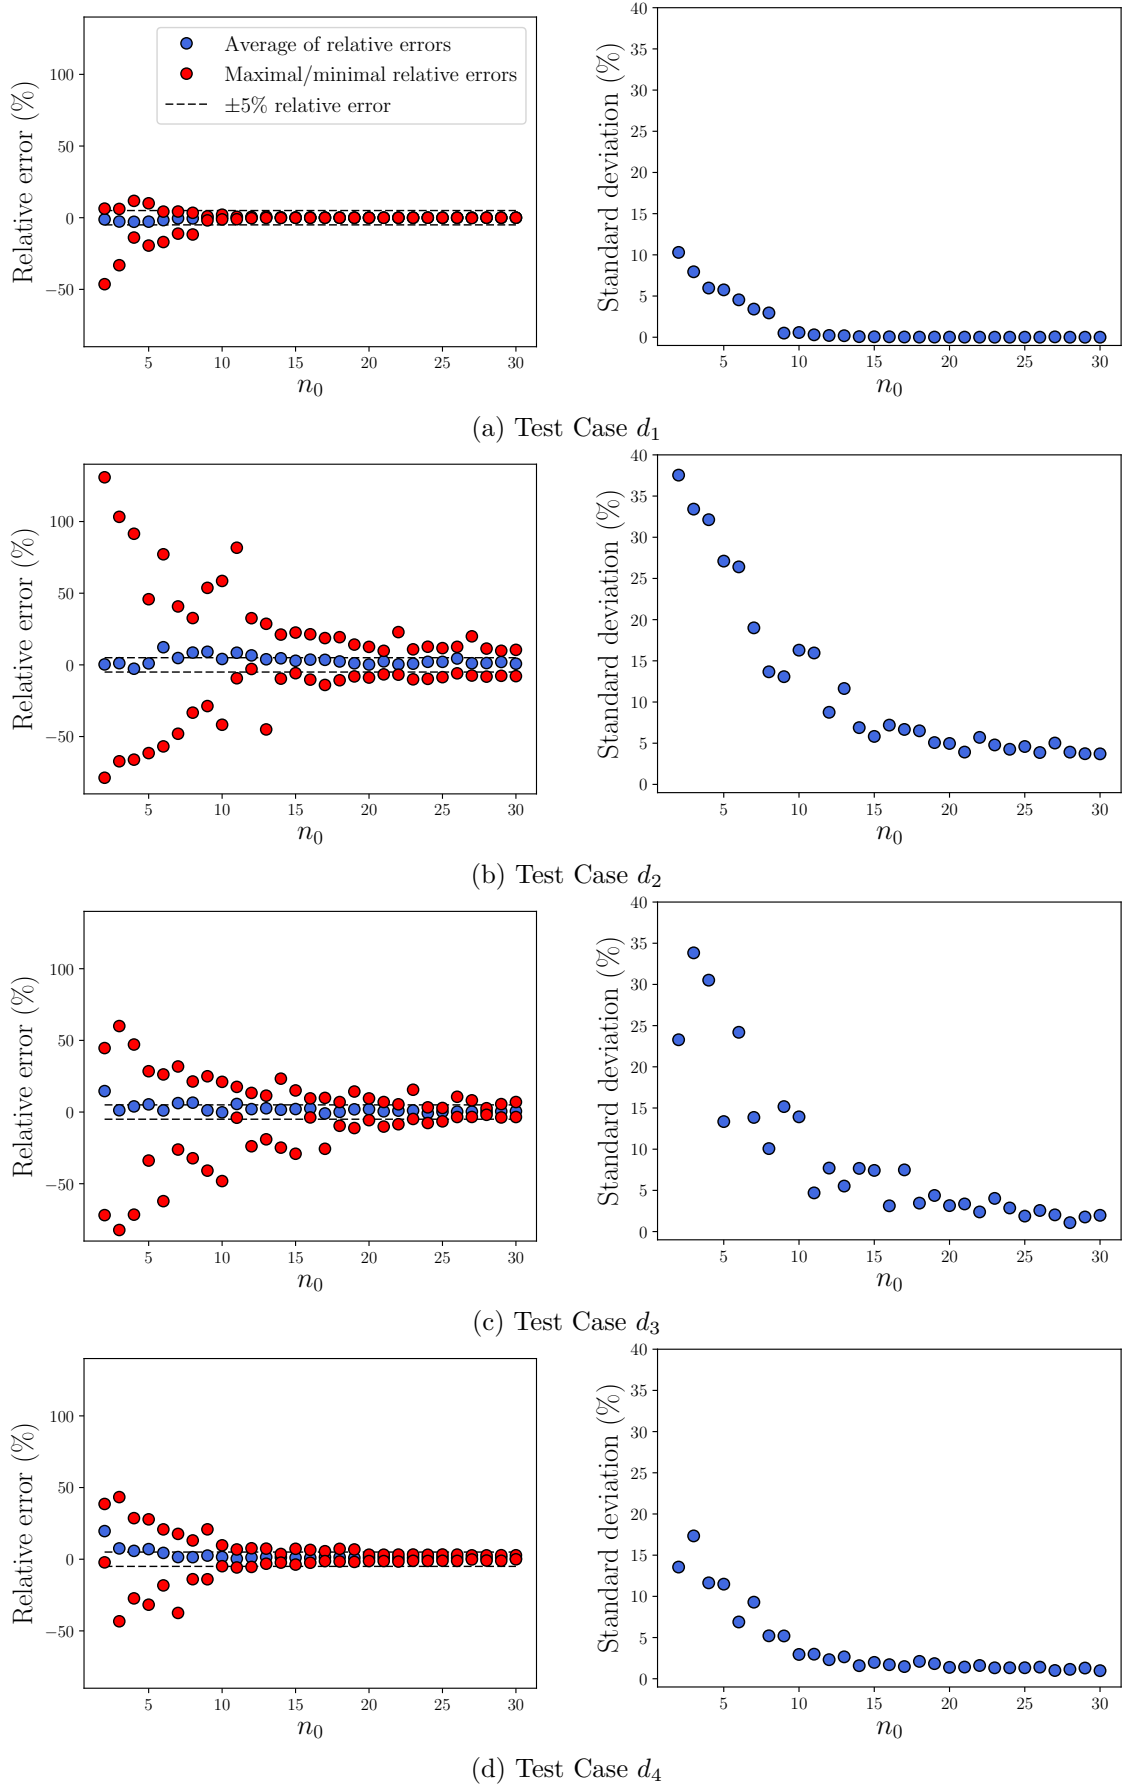 Relative error (%)
100
50
0
−50
5 10 15 20 25 30
n₀
Average of relative errors
Maximal/minimal relative errors
±5% relative error
Standard deviation (%)
40
35
30
25
20
15
10
5
0
5 10 15 20 25 30
n₀
(a) Test Case d₁
Relative error (%)
100
50
0
−50
5 10 15 20 25 30
n₀
Standard deviation (%)
40
35
30
25
20
15
10
5
0
5 10 15 20 25 30
n₀
(b) Test Case d₂
Relative error (%)
100
50
0
−50
5 10 15 20 25 30
n₀
Standard deviation (%)
40
35
30
25
20
15
10
5
0
5 10 15 20 25 30
n₀
(c) Test Case d₃
Relative error (%)
100
50
0
−50
5 10 15 20 25 30
n₀
Standard deviation (%)
40
35
30
25
20
15
10
5
0
5 10 15 20 25 30
n₀
(d) Test Case d₄